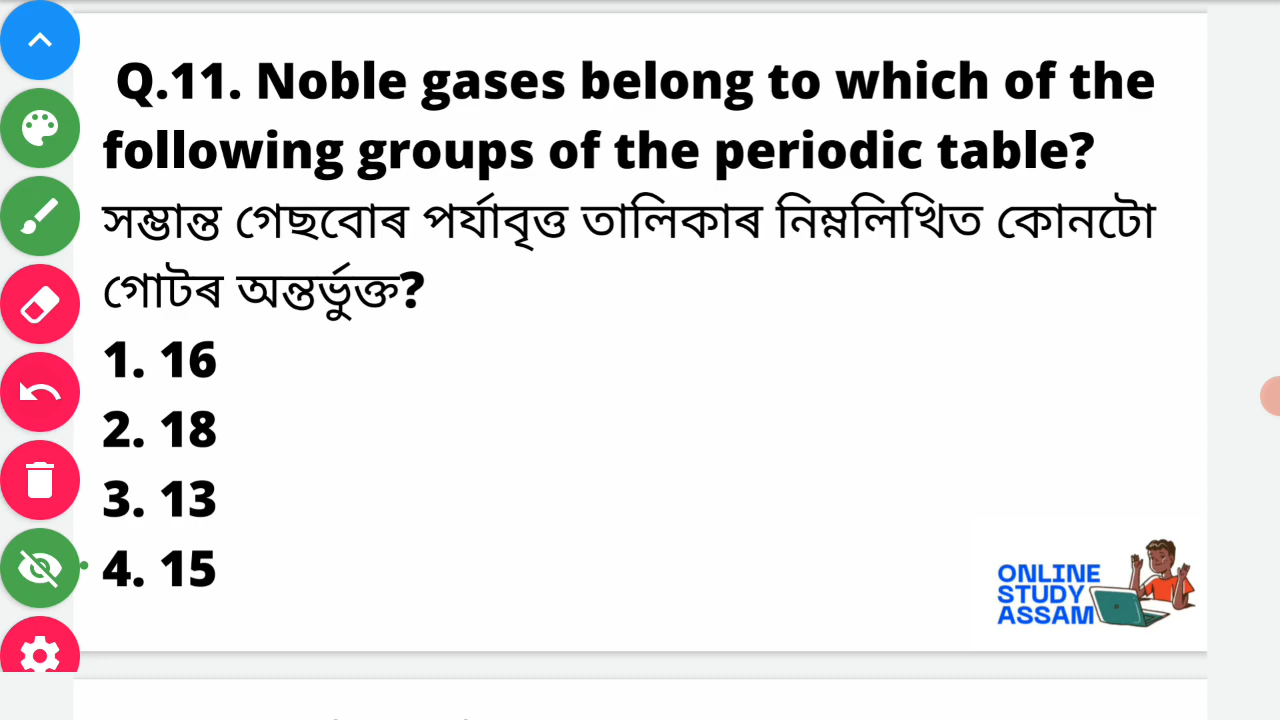 Q.11. Noble gases belong to which of the
following groups of the periodic table?
সম্ভ্ৰান্ত গেছবোৰ পৰ্যাবৃত্ত তালিকাৰ নিম্নলিখিত কোনটো
গোটৰ অন্তৰ্ভুক্ত?
1. 16
2. 18
3. 13
4. 15
ONLINE
STUDY
ASSAM